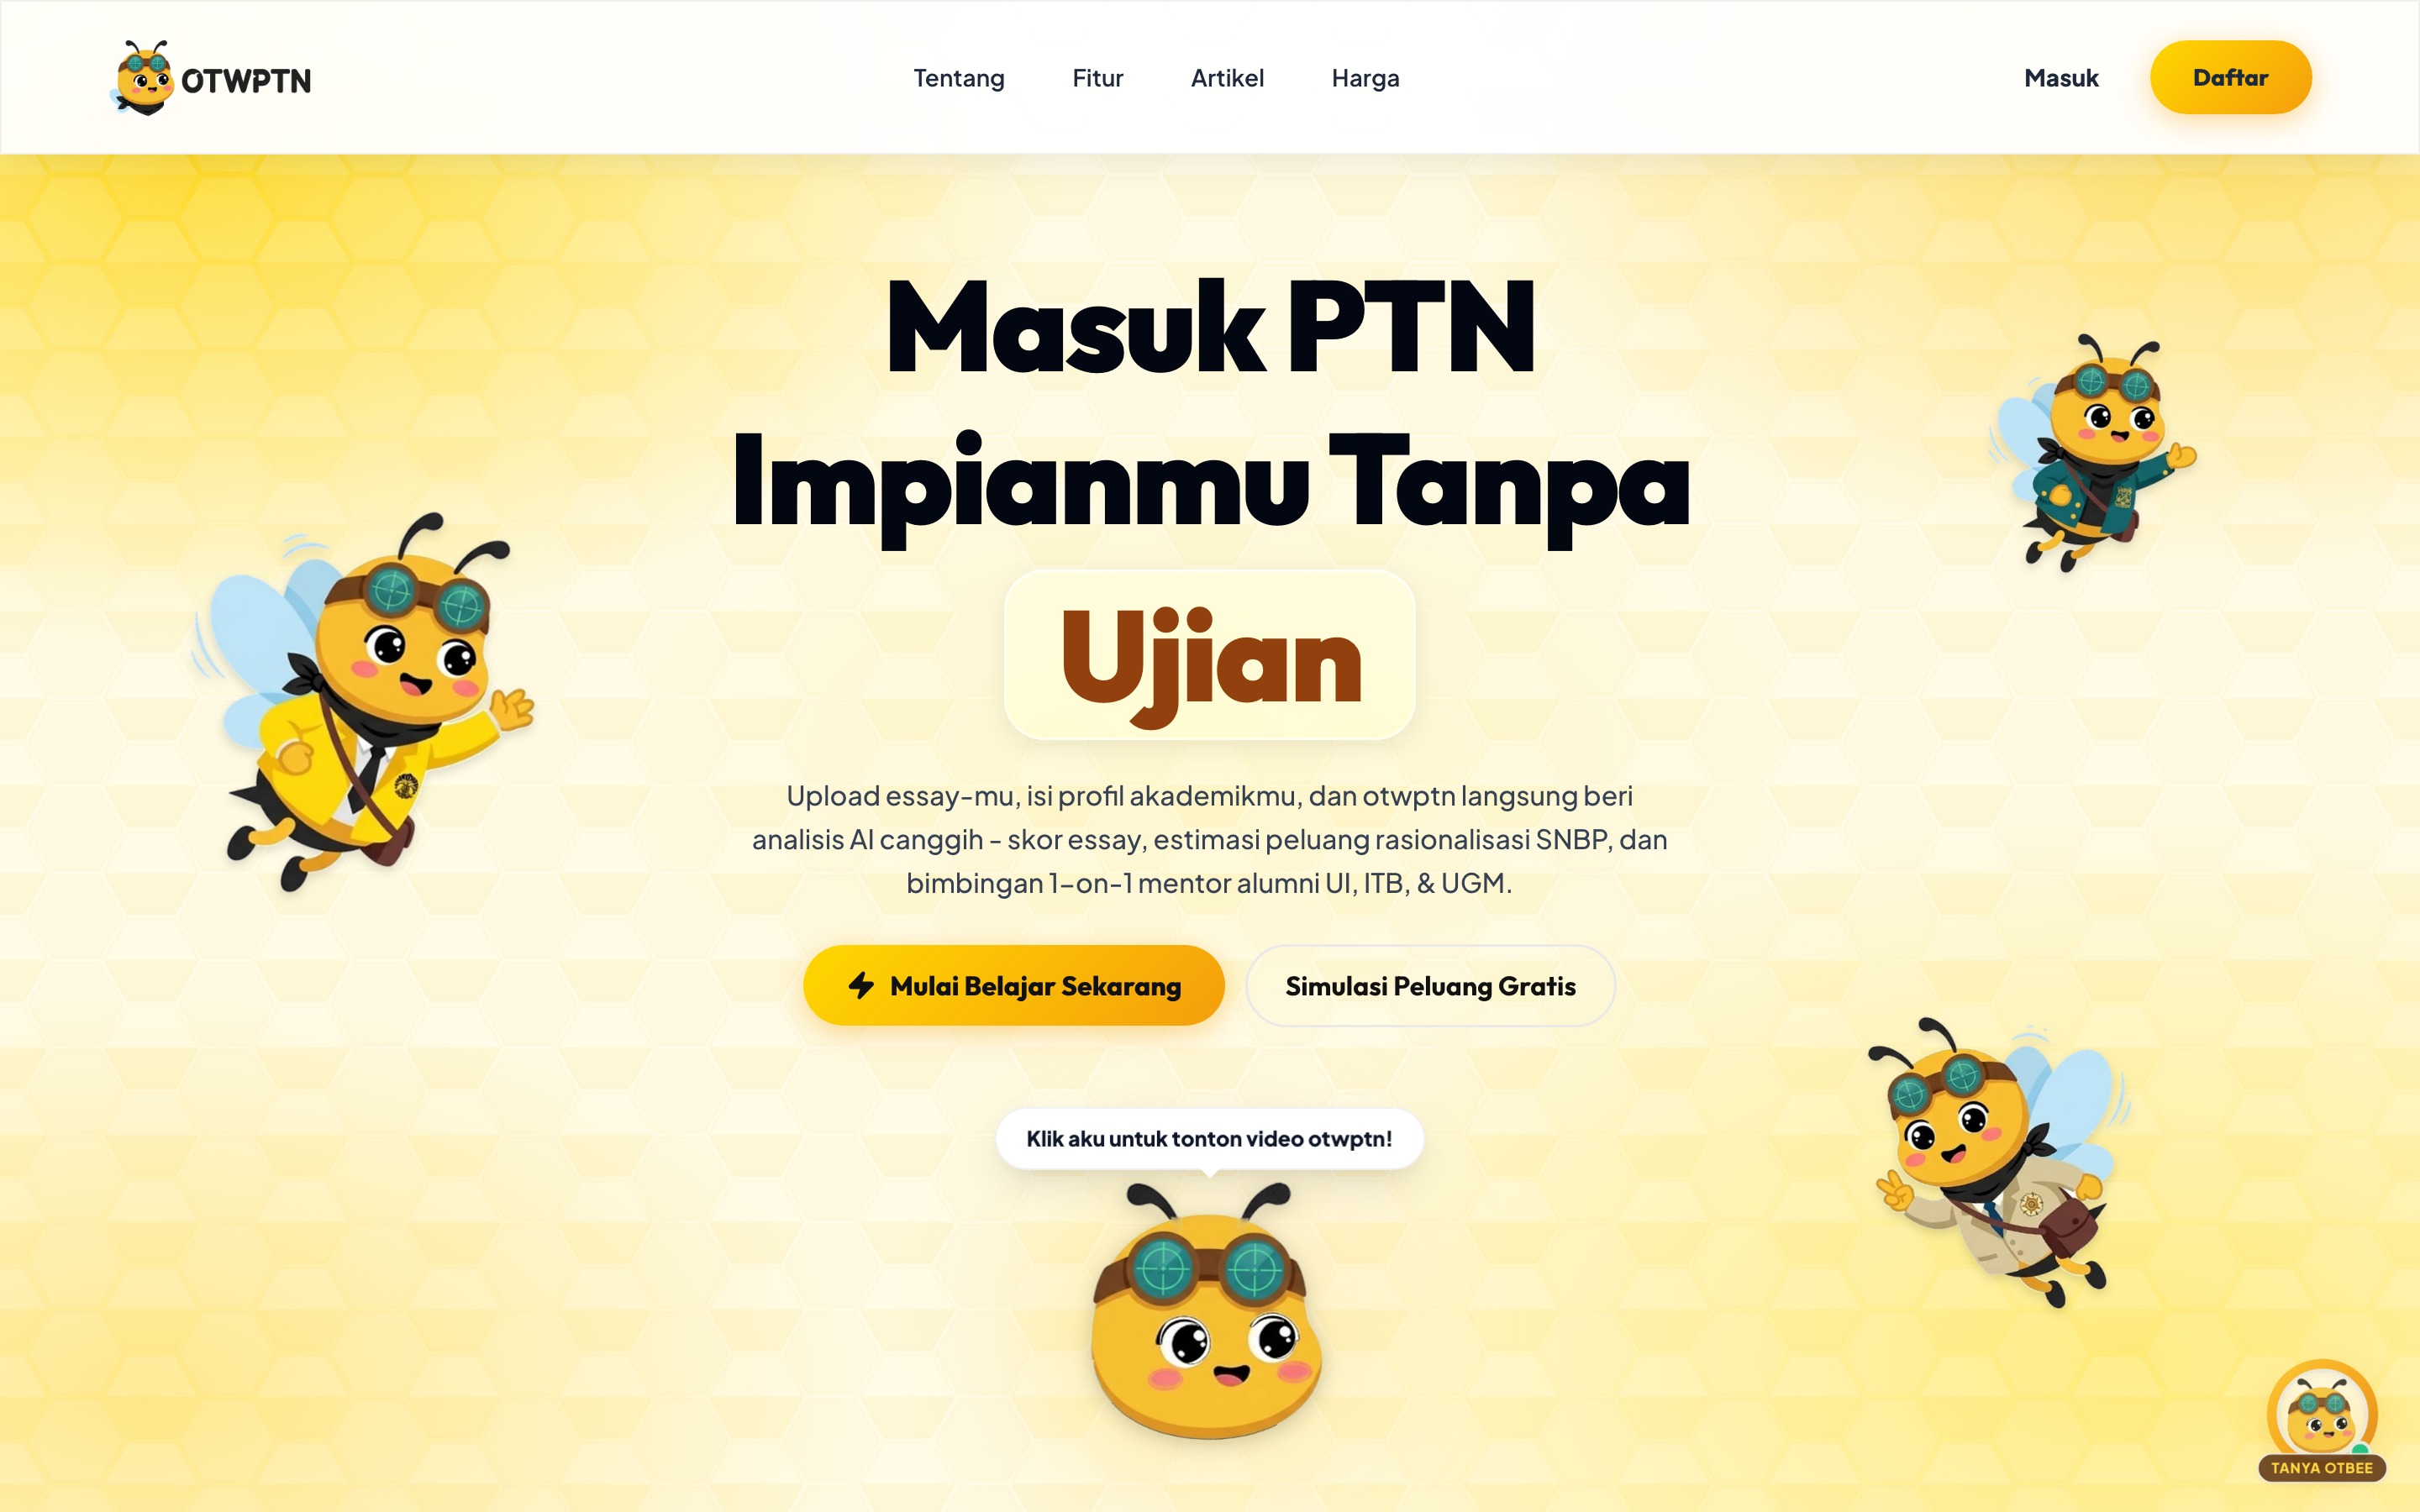 OTWPTN
Tentang
Fitur
Artikel
Harga
Masuk
Daftar
Masuk PTN
Impianmu Tanpa
Ujian
Upload essay-mu, isi profil akademikmu, dan otwptn langsung beri
analisis AI canggih - skor essay, estimasi peluang rasionalisasi SNBP, dan
bimbingan 1-on-1 mentor alumni UI, ITB, & UGM.
Mulai Belajar Sekarang
Simulasi Peluang Gratis
Klik aku untuk tonton video otwptn!
TANYA OTBEE